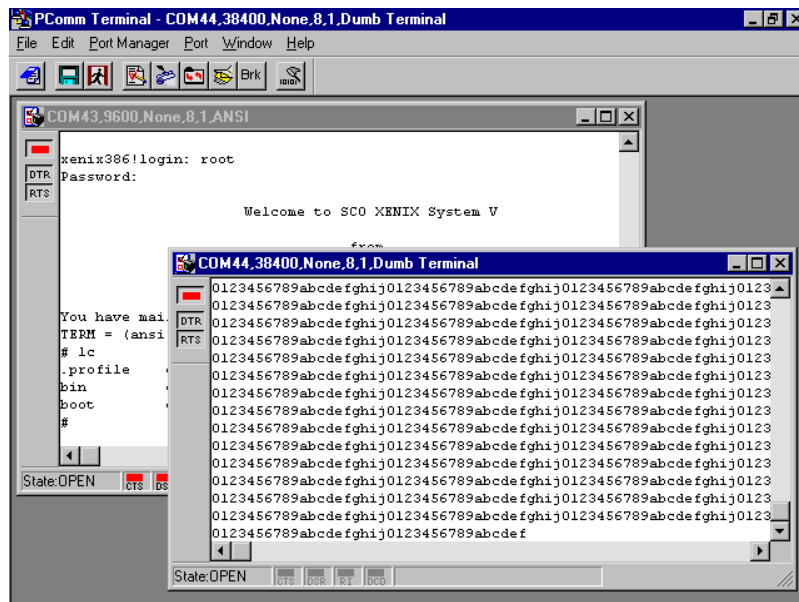 PComm Terminal - COM44,38400,None,8,1,Dumb Terminal
File Edit Port Manager Port Window Help
Brk
COM43,9600,None,8,1,ANSI
DTR
RTS
xenix386!login: root
Password:
Welcome to SCO XENIX System V
from
You have mai
TERM = (ansi
# lc
.profile
bin
boot
#
State:OPEN CTS DS
COM44,38400,None,8,1,Dumb Terminal
DTR
RTS
0123456789abcdefghij0123456789abcdefghij0123456789abcdefghij0123
0123456789abcdefghij0123456789abcdefghij0123456789abcdefghij0123
0123456789abcdefghij0123456789abcdefghij0123456789abcdefghij0123
0123456789abcdefghij0123456789abcdefghij0123456789abcdefghij0123
0123456789abcdefghij0123456789abcdefghij0123456789abcdefghij0123
0123456789abcdefghij0123456789abcdefghij0123456789abcdefghij0123
0123456789abcdefghij0123456789abcdefghij0123456789abcdefghij0123
0123456789abcdefghij0123456789abcdefghij0123456789abcdefghij0123
0123456789abcdefghij0123456789abcdefghij0123456789abcdefghij0123
0123456789abcdefghij0123456789abcdefghij0123456789abcdefghij0123
0123456789abcdefghij0123456789abcdefghij0123456789abcdefghij0123
0123456789abcdefghij0123456789abcdefghij0123456789abcdefghij0123
0123456789abcdefghij0123456789abcdefghij0123456789abcdefghij0123
0123456789abcdefghij0123456789abcdefghij0123456789abcdefghij0123
0123456789abcdefghij0123456789abcdef
State:OPEN CTS DSR RI DCD